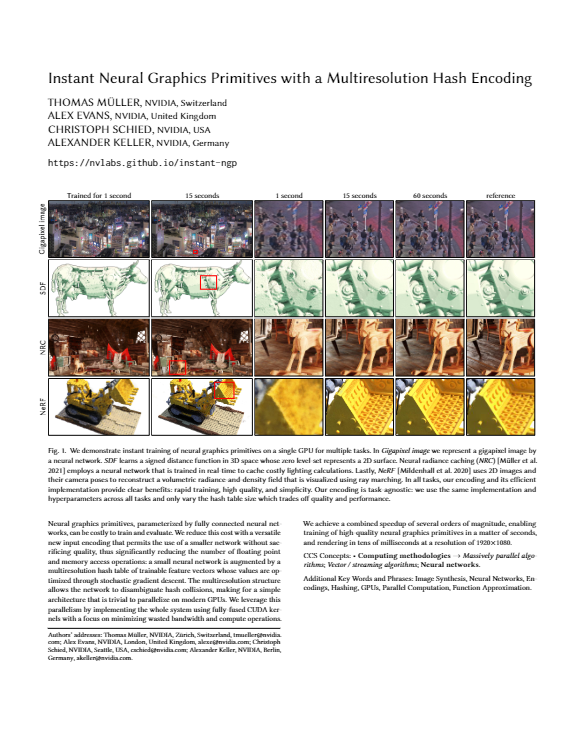 Instant Neural Graphics Primitives with a Multiresolution Hash Encoding
THOMAS MÜLLER, NVIDIA, Switzerland
ALEX EVANS, NVIDIA, United Kingdom
CHRISTOPH SCHIED, NVIDIA, USA
ALEXANDER KELLER, NVIDIA, Germany
https://nvlabs.github.io/instant-ngp
Trained for 1 second 15 seconds 1 second 15 seconds 60 seconds reference
Gigapixel image
SDF
NRC
NeRF
Fig. 1. We demonstrate instant training of neural graphics primitives on a single GPU for multiple tasks. In Gigapixel image we represent a gigapixel image by
a neural network. SDF learns a signed distance function in 3D space whose zero level-set represents a 2D surface. Neural radiance caching (NRC) [Müller et al.
2021] employs a neural network that is trained in real-time to cache costly lighting calculations. Lastly, NeRF [Mildenhall et al. 2020] uses 2D images and
their camera poses to reconstruct a volumetric radiance-and-density field that is visualized using ray marching. In all tasks, our encoding and its efficient
implementation provide clear benefits: rapid training, high quality, and simplicity. Our encoding is task-agnostic: we use the same implementation and
hyperparameters across all tasks and only vary the hash table size which trades off quality and performance.
Neural graphics primitives, parameterized by fully connected neural net-
works, can be costly to train and evaluate. We reduce this cost with a versatile
new input encoding that permits the use of a smaller network without sac-
rificing quality, thus significantly reducing the number of floating point
and memory access operations: a small neural network is augmented by a
multiresolution hash table of trainable feature vectors whose values are op-
timized through stochastic gradient descent. The multiresolution structure
allows the network to disambiguate hash collisions, making for a simple
architecture that is trivial to parallelize on modern GPUs. We leverage this
parallelism by implementing the whole system using fully-fused CUDA ker-
nels with a focus on minimizing wasted bandwidth and compute operations.
Authors' addresses: Thomas Müller, NVIDIA, Zürich, Switzerland, tmueller@nvidia.
com; Alex Evans, NVIDIA, London, United Kingdom, alexe@nvidia.com; Christoph
Schied, NVIDIA, Seattle, USA, cschied@nvidia.com; Alexander Keller, NVIDIA, Berlin,
Germany, akeller@nvidia.com.
We achieve a combined speedup of several orders of magnitude, enabling
training of high-quality neural graphics primitives in a matter of seconds,
and rendering in tens of milliseconds at a resolution of 1920×1080.
CCS Concepts: • Computing methodologies → Massively parallel algo-
rithms; Vector / streaming algorithms; Neural networks.
Additional Key Words and Phrases: Image Synthesis, Neural Networks, En-
codings, Hashing, GPUs, Parallel Computation, Function Approximation.